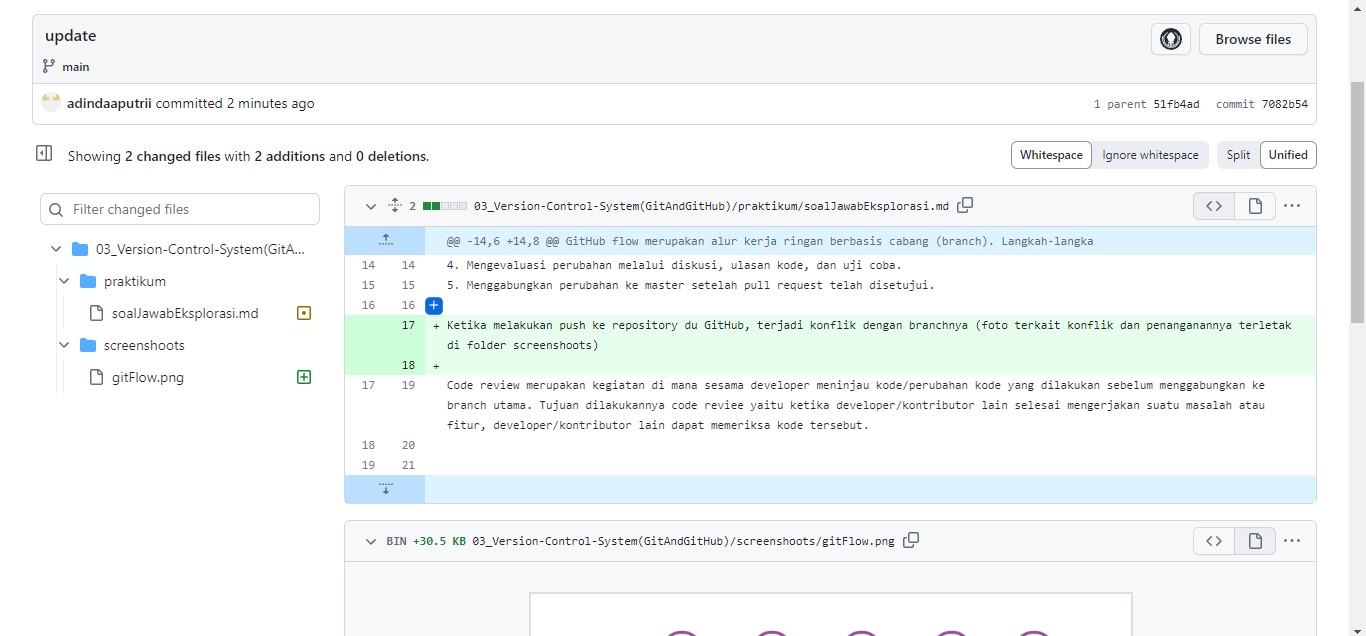 update
Browse files
main
adindaaputrii committed 2 minutes ago
1 parent 51fb4ad commit 7082b54
Showing 2 changed files with 2 additions and 0 deletions.
Whitespace Ignore whitespace Split Unified
Filter changed files
03_Version-Control-System(GitA...
praktikum
soalJawabEksplorasi.md
screenshoots
gitFlow.png
2 03_Version-Control-System(GitAndGitHub)/praktikum/soalJawabEksplorasi.md
@@ -14,6 +14,8 @@ GitHub flow merupakan alur kerja ringan berbasis cabang (branch). Langkah-langka
14 14 4. Mengevaluasi perubahan melalui diskusi, ulasan kode, dan uji coba.
15 15 5. Menggabungkan perubahan ke master setelah pull request telah disetujui.
16 16
17 + Ketika melakukan push ke repository du GitHub, terjadi konflik dengan branchnya (foto terkait konflik dan penanganannya terletak
di folder screenshoots)
18 +
17 19 Code review merupakan kegiatan di mana sesama developer meninjau kode/perubahan kode yang dilakukan sebelum menggabungkan ke
branch utama. Tujuan dilakukannya code reviee yaitu ketika developer/kontributor lain selesai mengerjakan suatu masalah atau
fitur, developer/kontributor lain dapat memeriksa kode tersebut.
18 20
19 21
BIN +30.5 KB 03_Version-Control-System(GitAndGitHub)/screenshoots/gitFlow.png